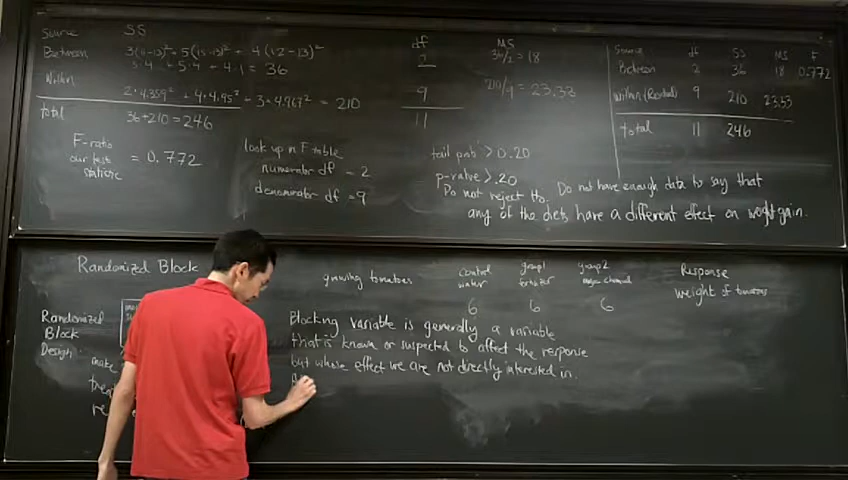 Source SS df MS
Between 3(11-13)²+5(15-13)²+4(12-13)² 2 36/2=18
3·4+5·4+4·1=36
Within
2·4.359²+4·4.95²+3·4.967²=210 9 210/9=23.33
Total 36+210=246 11
F-ratio
our test
statistic
=0.772
look up in F table
numerator df=2
denominator df=9
tail prob >0.20
p-value >.20
Do not reject H₀. Do not have enough data to say that
any of the diets have a different effect on weight gain.
Source df SS MS F
Between 2 36 18 0.772
Within (Residual) 9 210 23.33
Total 11 246
Randomized Block
Randomized
Block
Design
make
growing tomatoes
control
water
6
group1
fertilizer
6
group2
magic chemical
6
Response
weight of tomatoes
Blocking variable is generally a variable
that is known or suspected to affect the response
but whose effect we are not directly interested in.